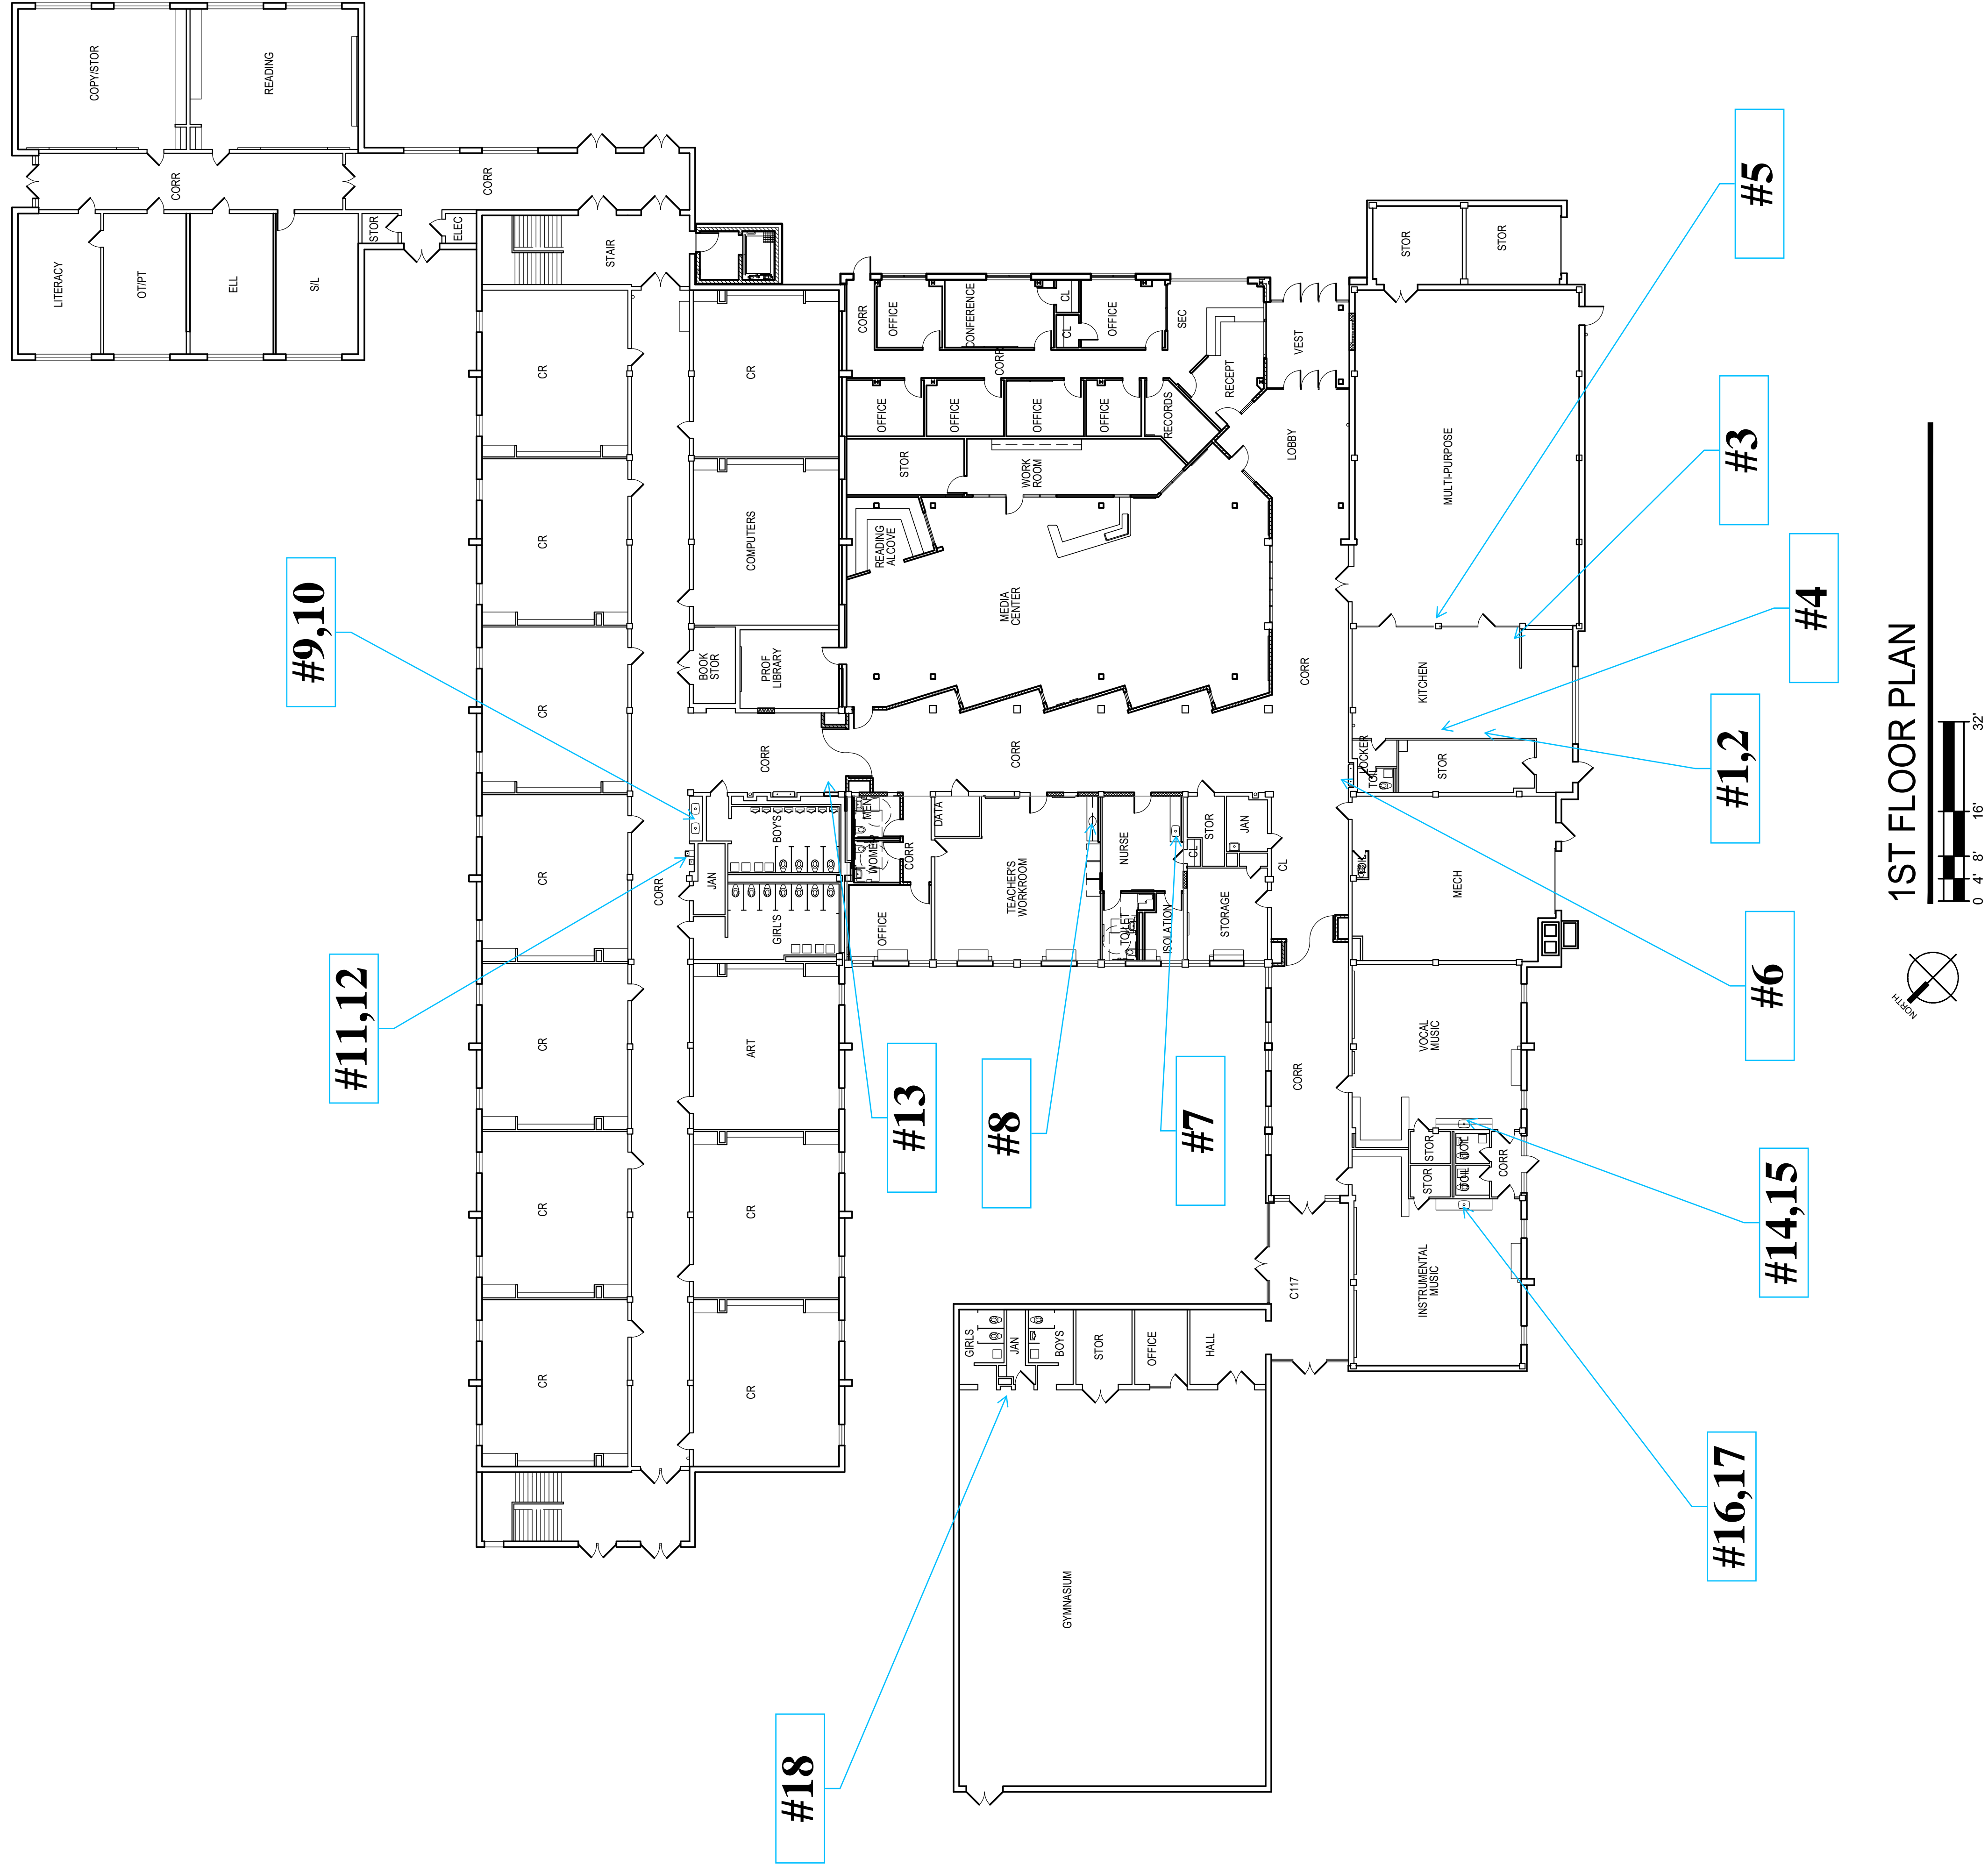 COPY/STOR
READING
CORR
CORR
LITERACY
OT/PT
ELL
S/L
STOR
ELEC
STAIR
CR
CR
CR
CR
CR
CR
CR
CORR
CR
COMPUTERS
BOOK
STOR
PROF
LIBRARY
CORR
JAN
BOY'S
GIRL'S
ART
CR
CR
CORR
OFFICE
CONFERENCE
CL
CL
OFFICE
SEC
CORR
OFFICE
OFFICE
OFFICE
OFFICE
RECORDS
RECEPT
VEST
LOBBY
STOR
WORK
ROOM
READING
ALCOVE
MEDIA
CENTER
CORR
CORR
MEN
WOMEN
CORR
DATA
OFFICE
TEACHER'S
WORKROOM
NURSE
TOILET
ISOLATION
CL
STOR
JAN
STORAGE
CL
CORR
C117
STOR
STOR
MULTI-PURPOSE
KITCHEN
LOCKER
TOIL
STOR
TOIL
MECH
VOCAL
MUSIC
STOR
TOIL
STOR
TOIL
CORR
INSTRUMENTAL
MUSIC
GIRLS
JAN
BOYS
STOR
OFFICE
HALL
GYMNASIUM
#9,10
#11,12
#13
#8
#7
#18
#5
#3
#4
#1,2
#6
#14,15
#16,17
1ST FLOOR PLAN
0 4' 8' 16' 32'
NORTH